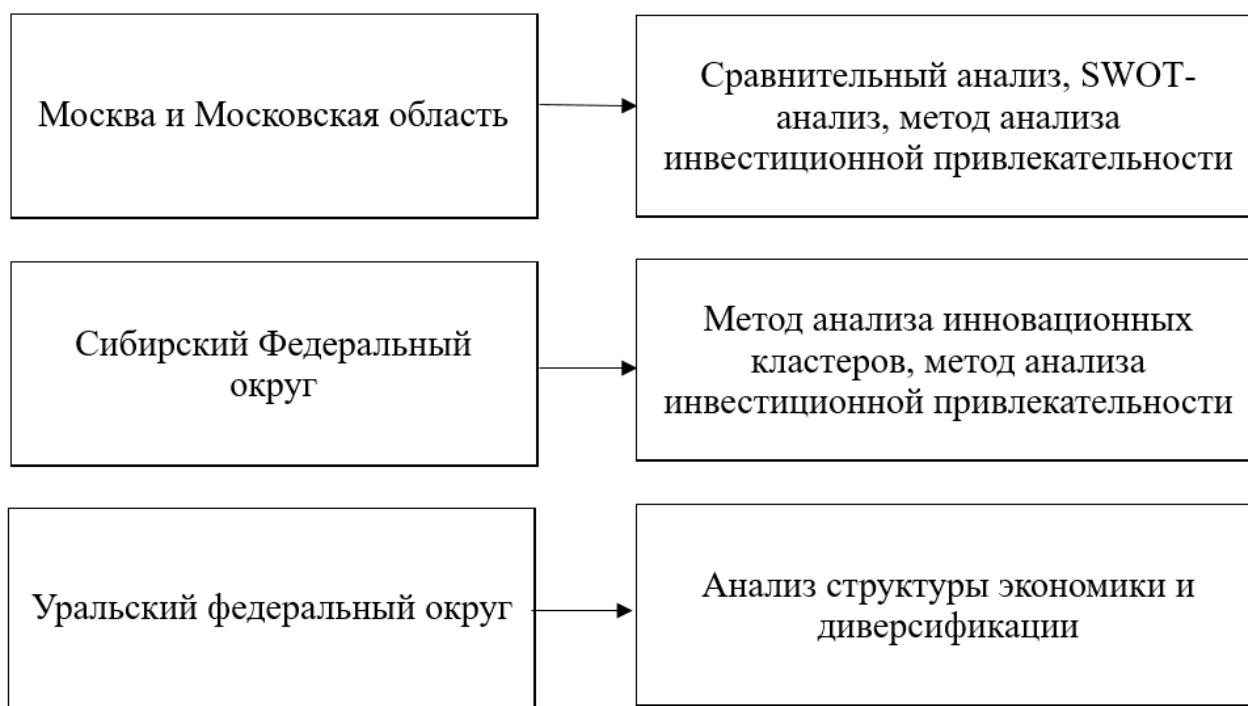 Москва и Московская область
Сравнительный анализ, SWOT-
анализ, метод анализа
инвестиционной привлекательности
Сибирский Федеральный
округ
Метод анализа инновационных
кластеров, метод анализа
инвестиционной привлекательности
Уральский федеральный округ
Анализ структуры экономики и
диверсификации